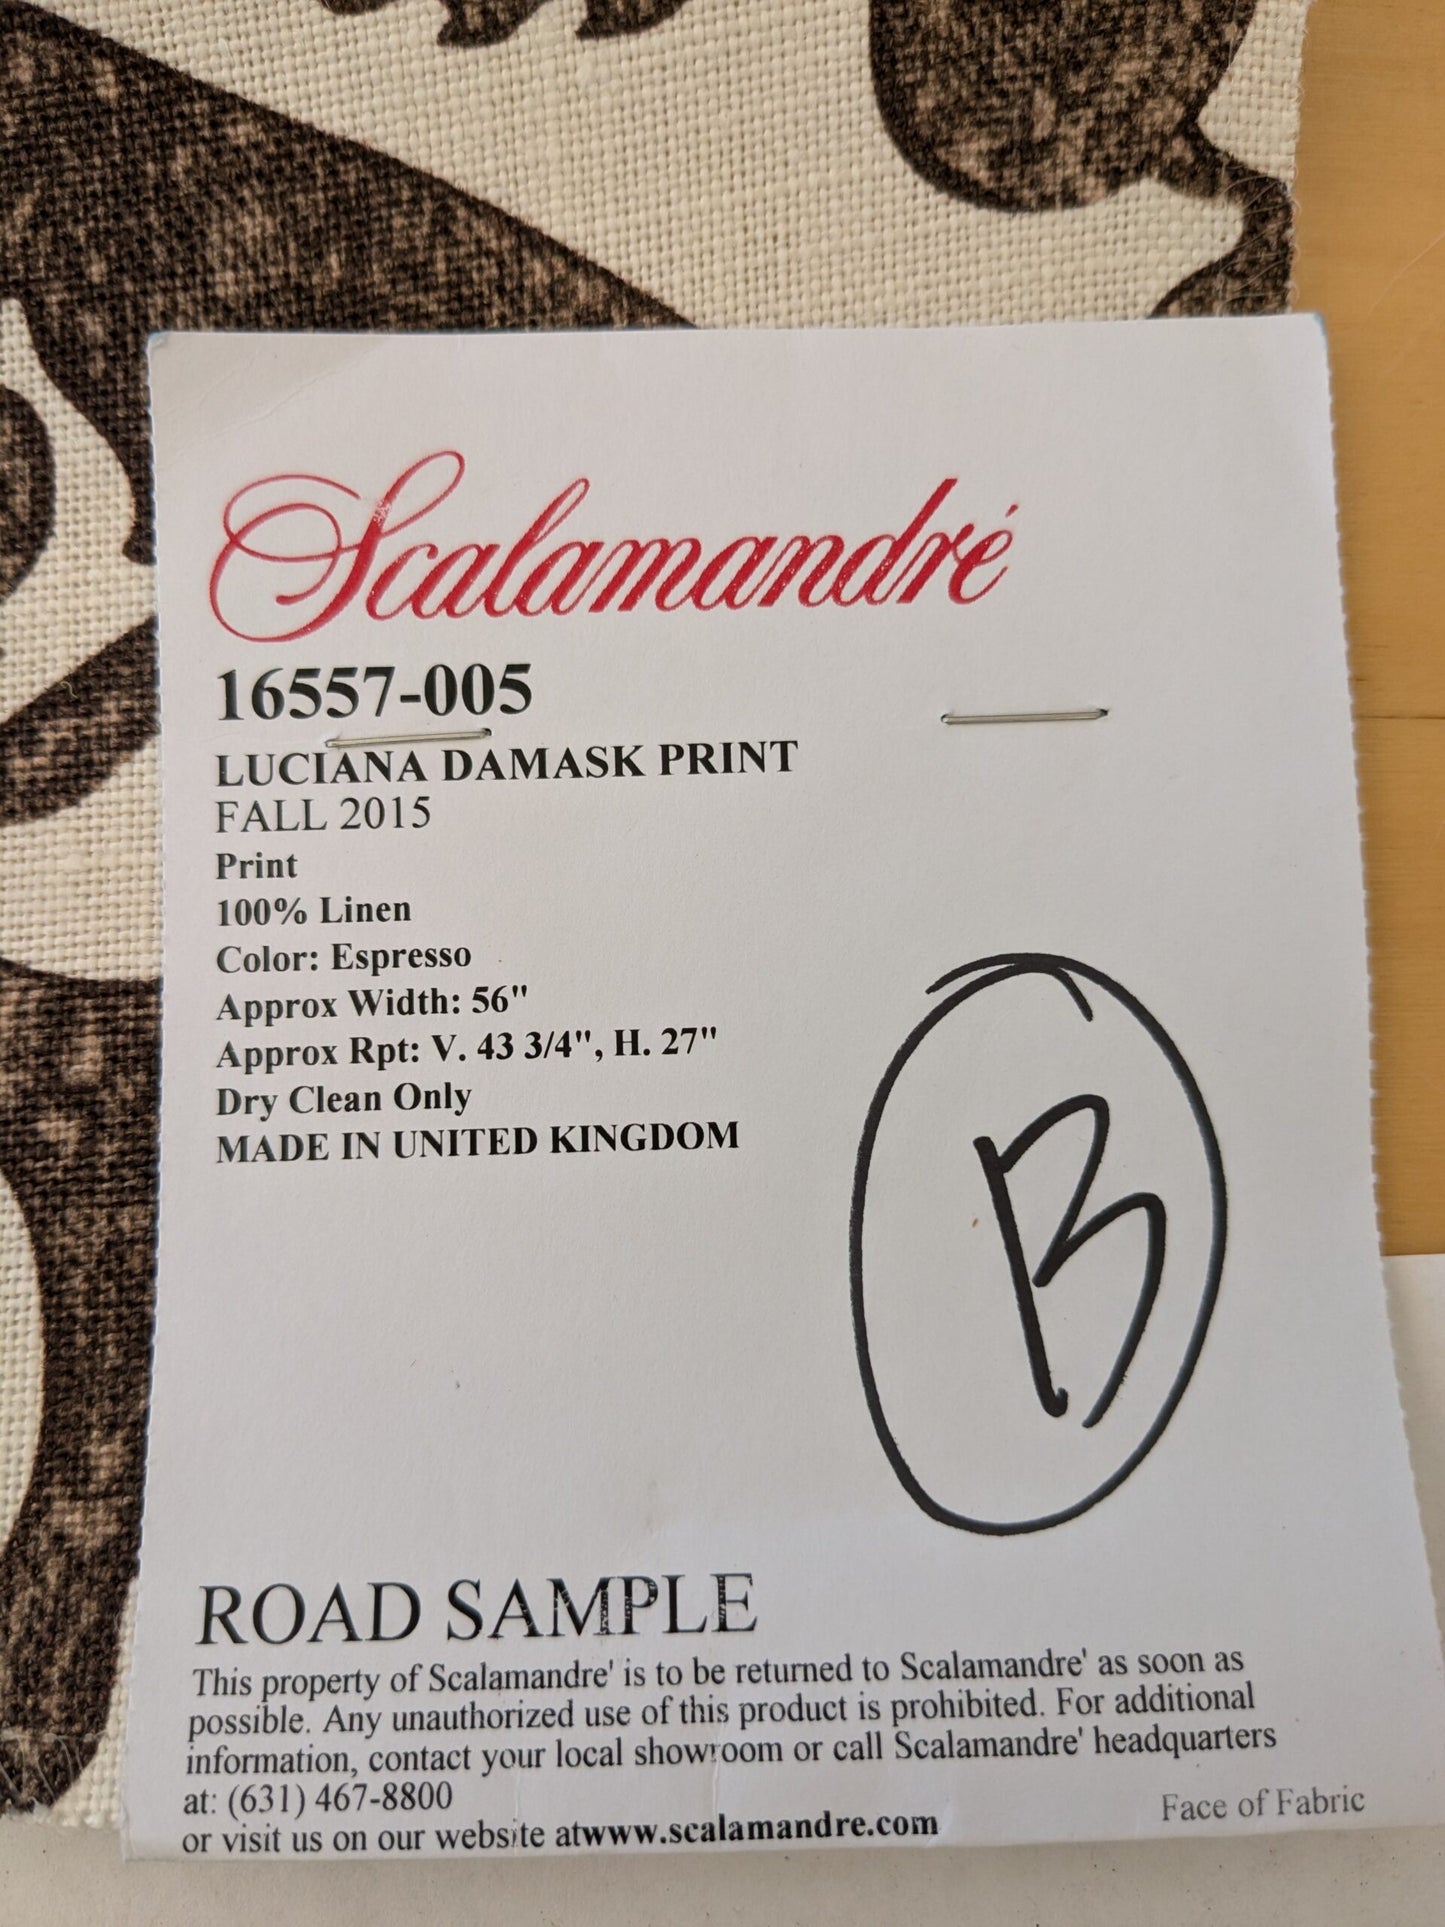 Scalamandré
16557-005
LUCIANA DAMASK PRINT
FALL 2015
Print
100% Linen
Color: Espresso
Approx Width: 56"
Approx Rpt: V. 43 3/4", H. 27"
Dry Clean Only
MADE IN UNITED KINGDOM
B
ROAD SAMPLE
This property of Scalamandre' is to be returned to Scalamandre' as soon as
possible. Any unauthorized use of this product is prohibited. For additional
information, contact your local showroom or call Scalamandre' headquarters
at: (631) 467-8800
or visit us on our website atwww.scalamandre.com
Face of Fabric